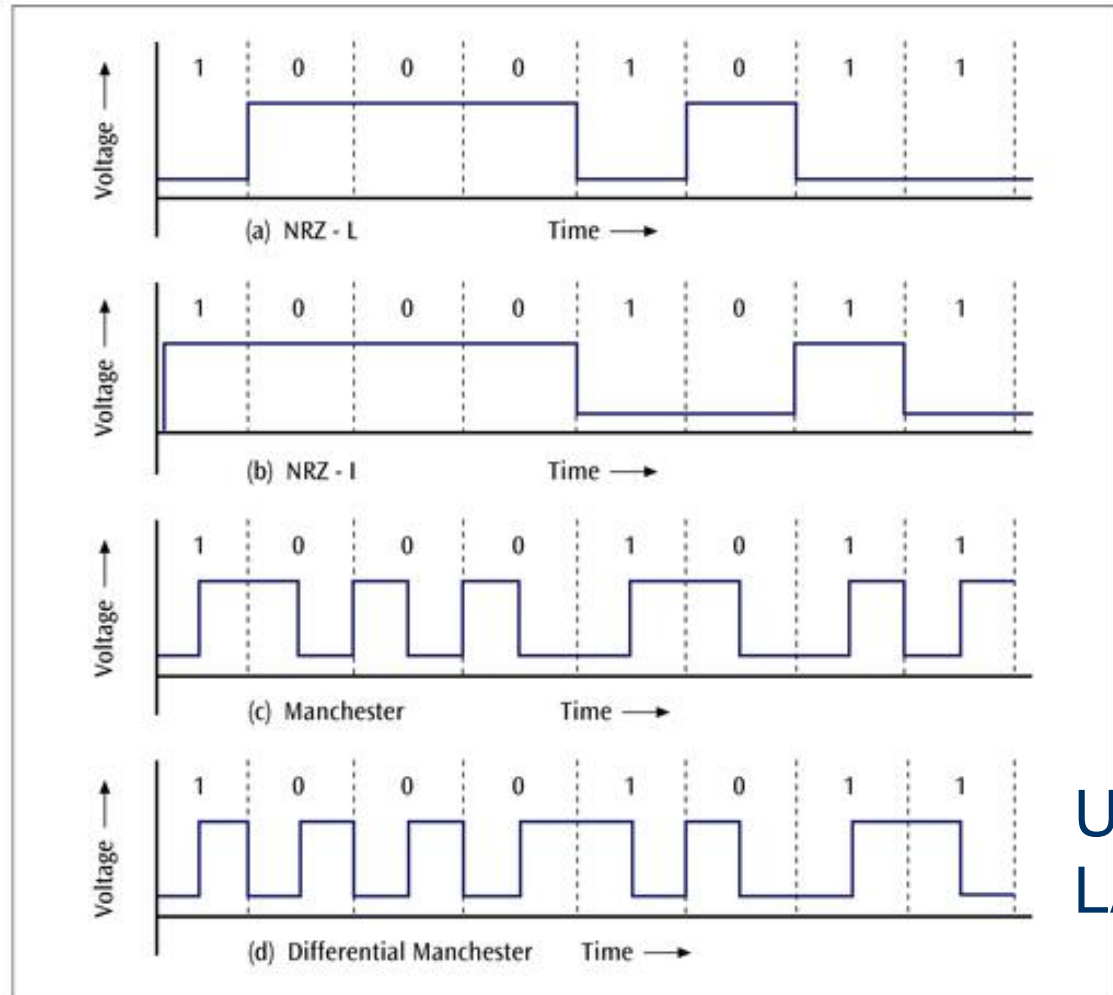 1 0 0 0 1 0 1 1
Voltage
(a) NRZ - L Time
1 0 0 0 1 0 1 1
Voltage
(b) NRZ - I Time
1 0 0 0 1 0 1 1
Voltage
(c) Manchester Time
1 0 0 0 1 0 1 1
Voltage
(d) Differential Manchester Time